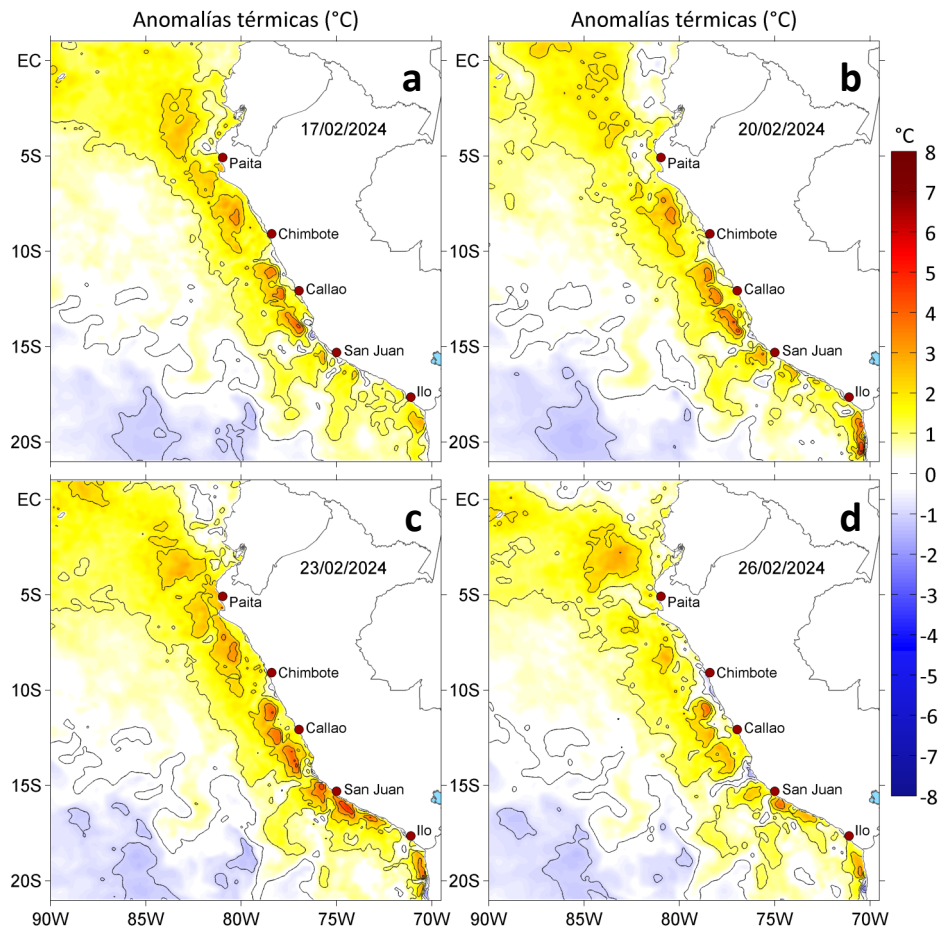 Anomalías térmicas (°C)
Anomalías térmicas (°C)
EC
5S
10S
15S
20S
a
17/02/2024
Paita
Chimbote
Callao
San Juan
Ilo
EC
5S
10S
15S
20S
b
20/02/2024
Paita
Chimbote
Callao
San Juan
Ilo
°C
8
7
6
5
4
3
2
1
0
-1
-2
-3
-4
-5
-6
-7
-8
EC
5S
10S
15S
20S
c
23/02/2024
Paita
Chimbote
Callao
San Juan
Ilo
90W
85W
80W
75W
70W
EC
5S
10S
15S
20S
d
26/02/2024
Paita
Chimbote
Callao
San Juan
Ilo
90W
85W
80W
75W
70W